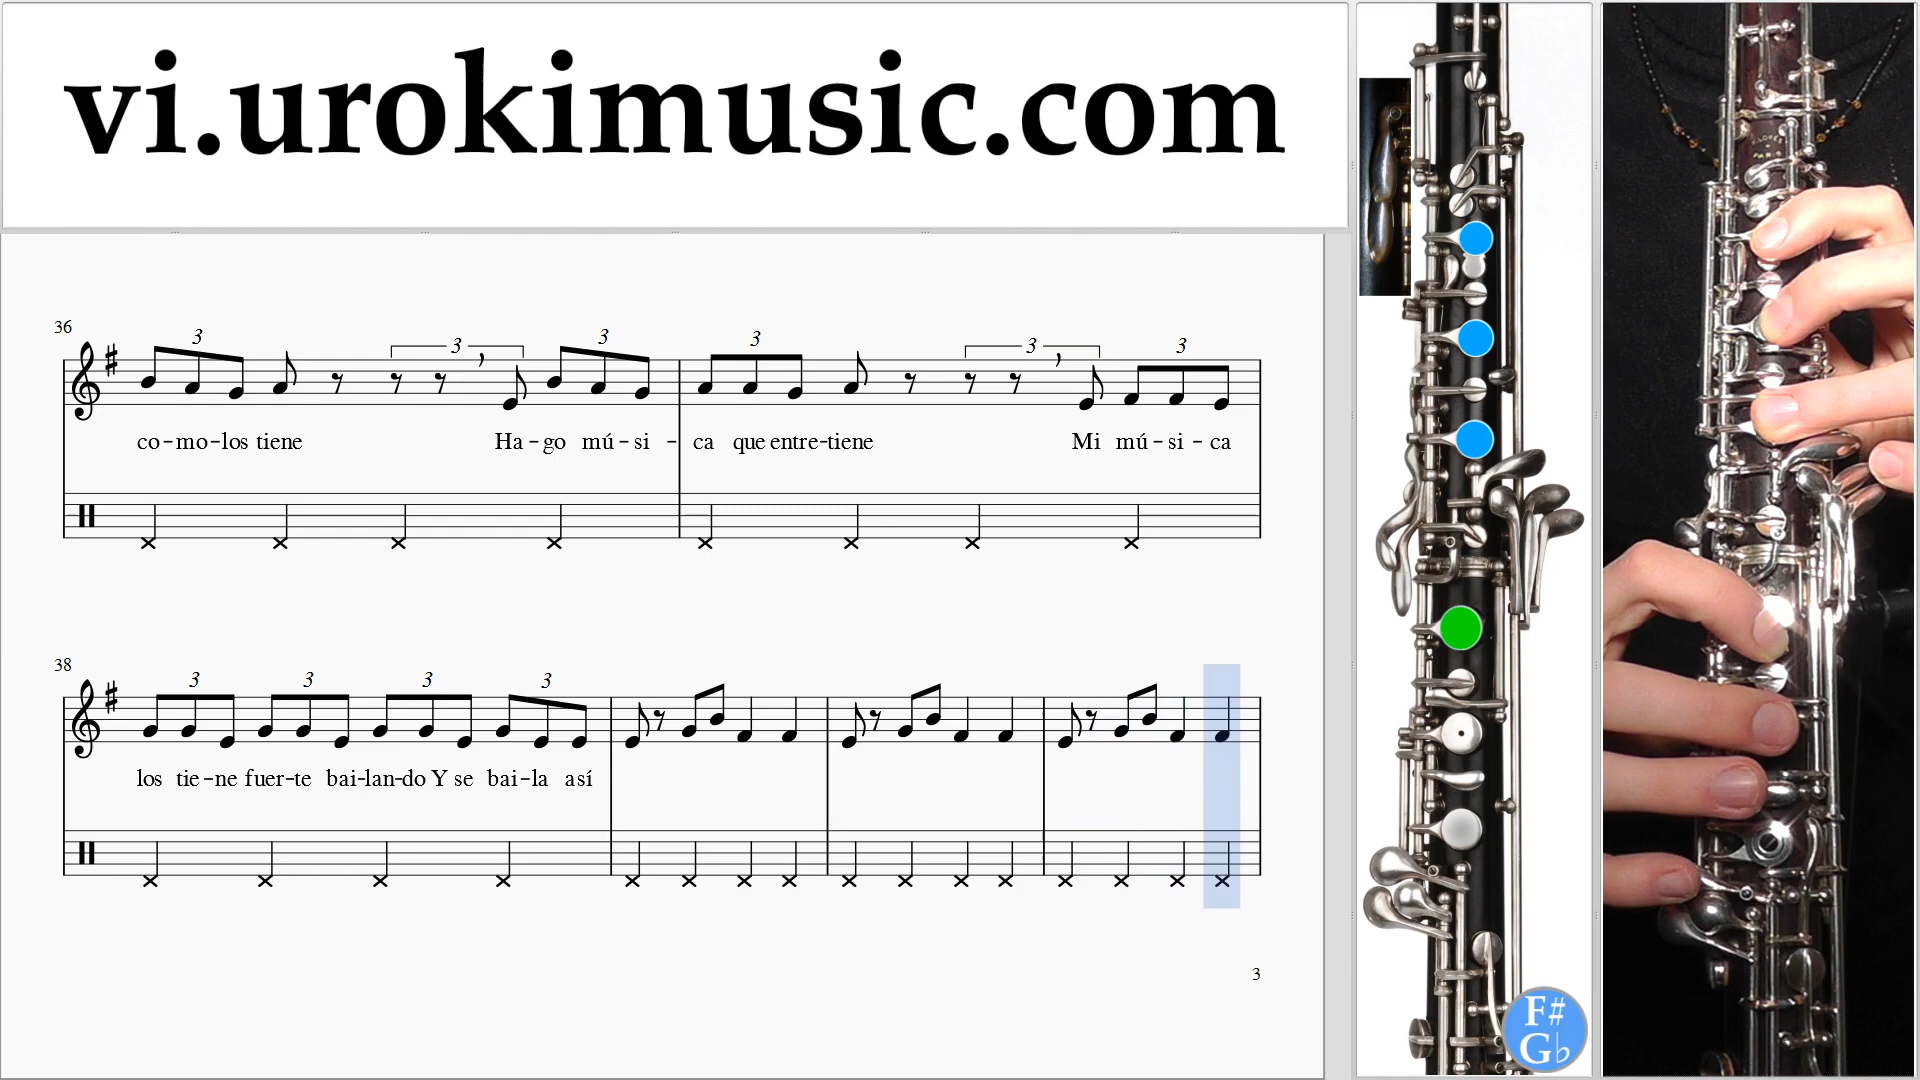 vi.urokimusic.com
36
3 3 3 3 3 3
co-mo-los tiene Ha-go mú-si- ca que entre-tiene Mi mú-si-ca
38
3 3 3 3
los tie-ne fuer-te bai-lan-do Y se bai-la así
3
F#
G♭